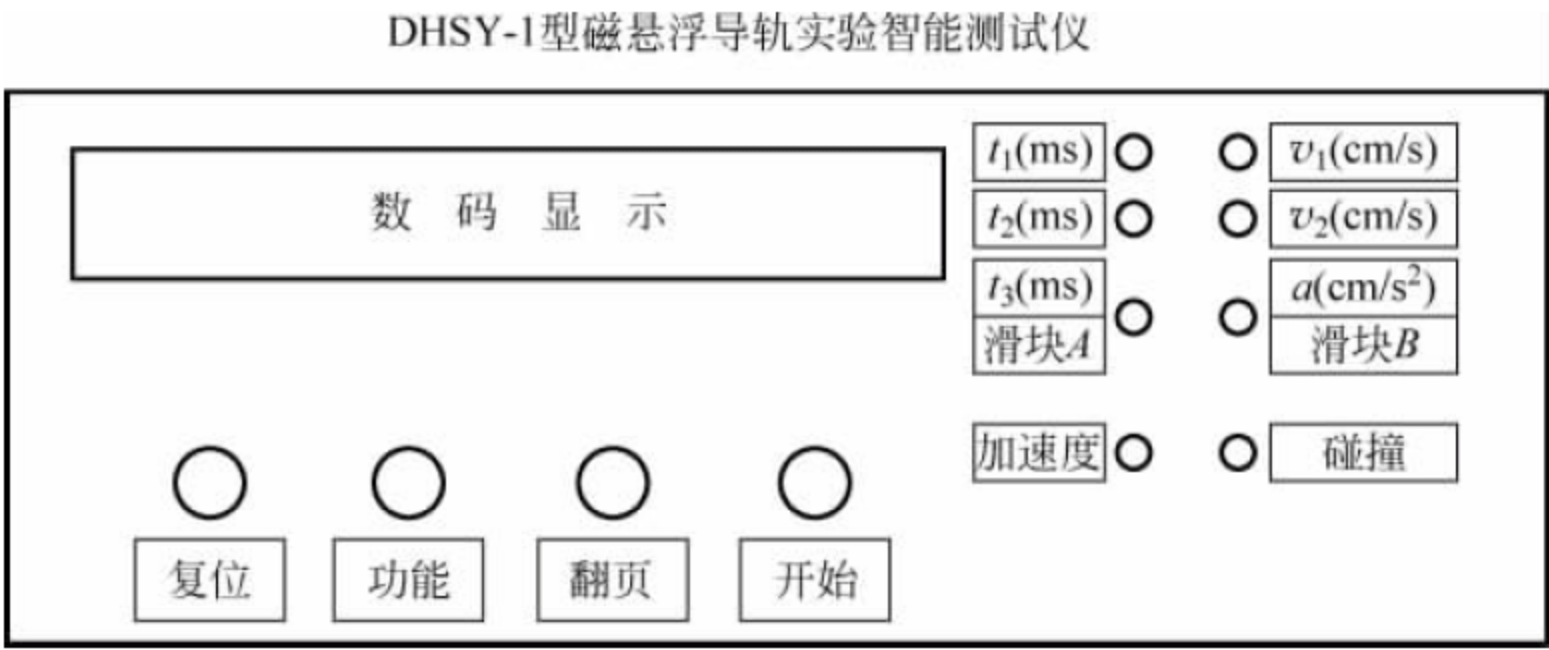 DHSY-1型磁悬浮导轨实验智能测试仪
数码显示
t₁(ms) v₁(cm/s)
t₂(ms) v₂(cm/s)
t₃(ms) a(cm/s²)
滑块A 滑块B
加速度 碰撞
复位 功能 翻页 开始